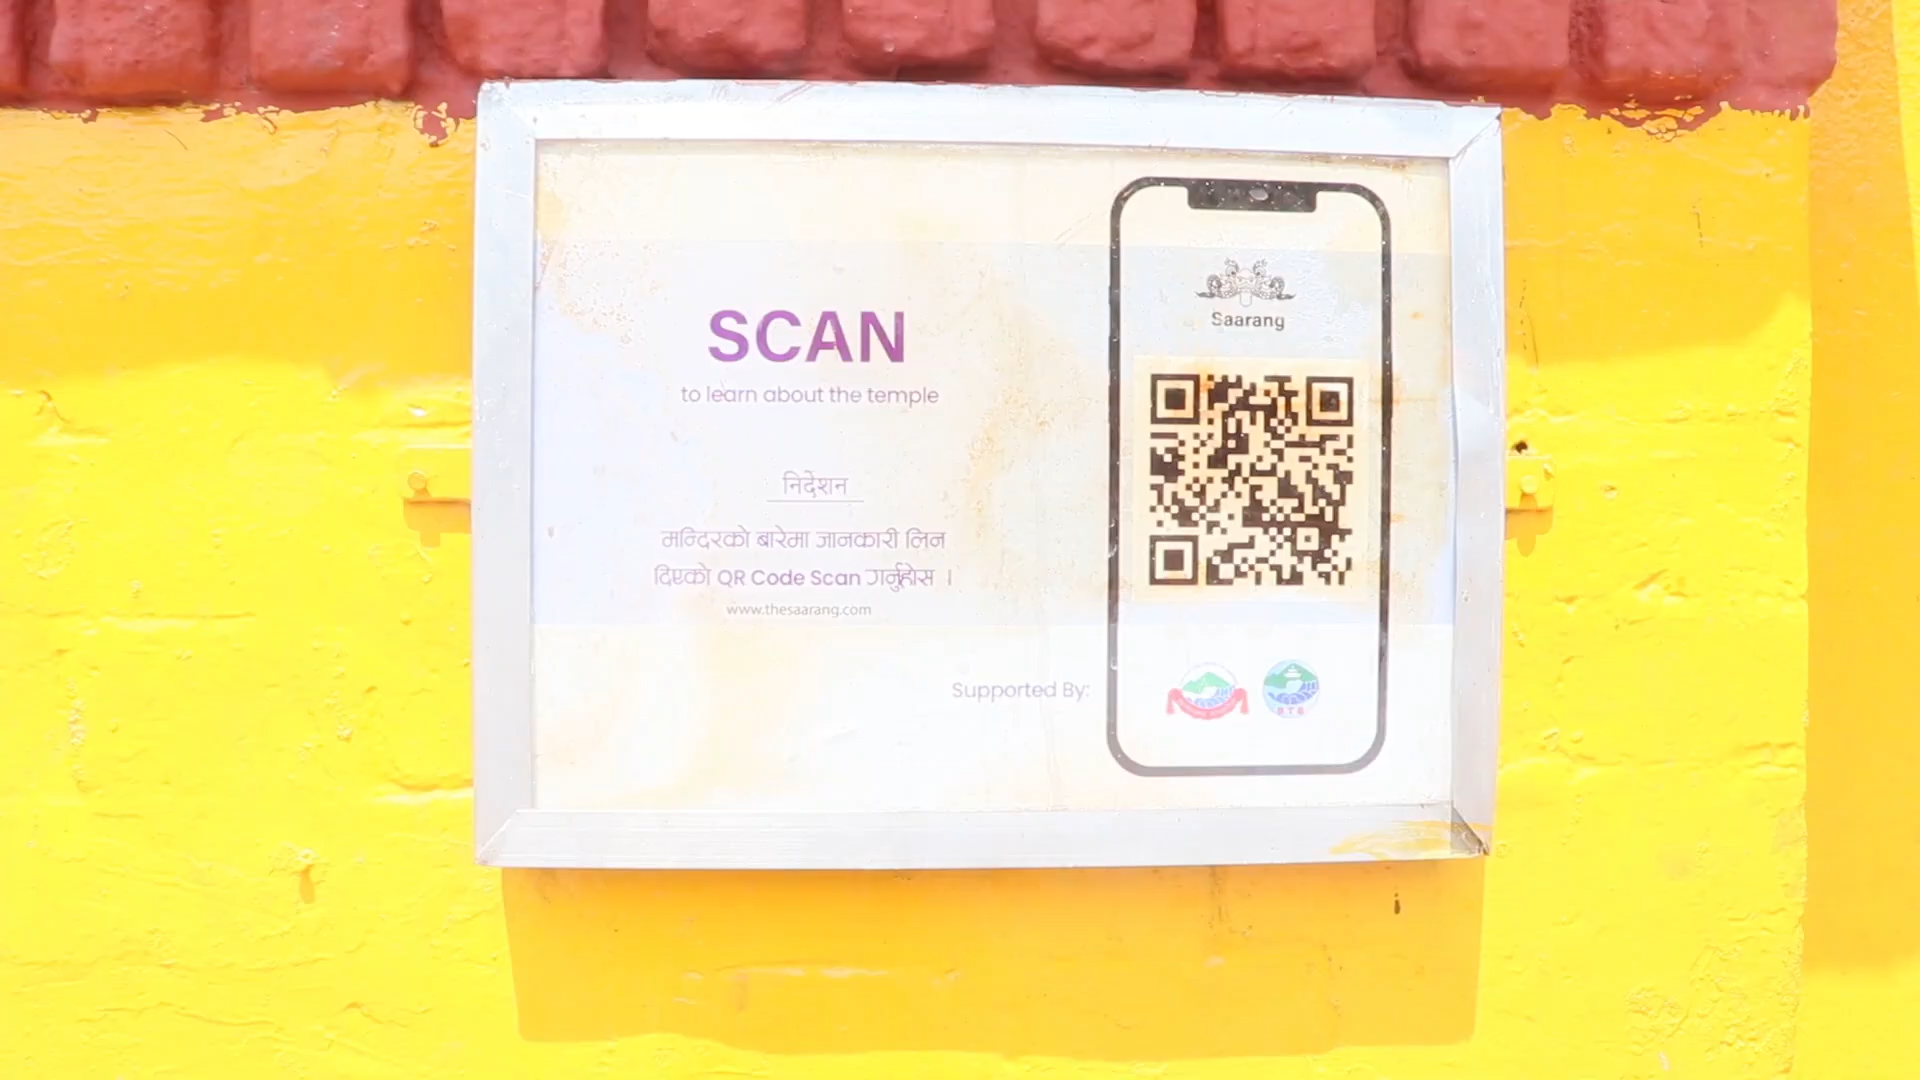 SCAN
to learn about the temple
निर्देशन
मन्दिरको बारेमा जानकारी लिन
दिएको QR Code Scan गर्नुहोस ।
www.thesaarang.com
Saarang
Supported By: